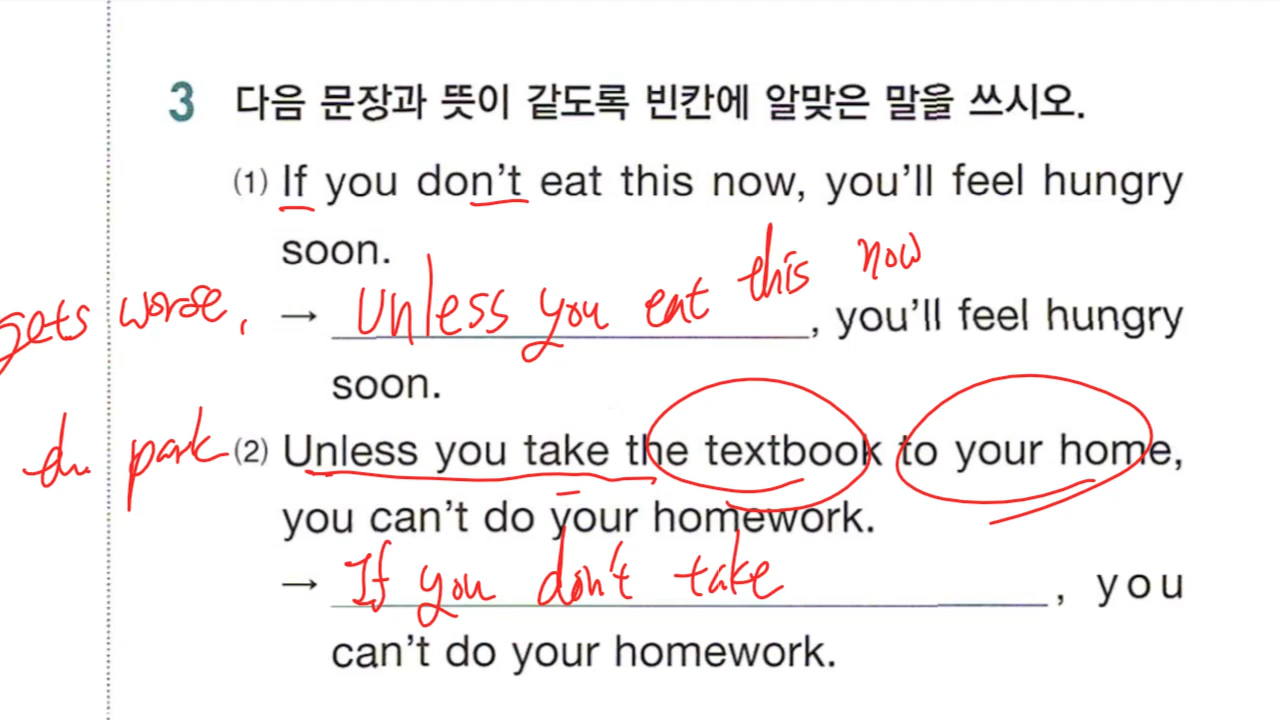 3 다음 문장과 뜻이 같도록 빈칸에 알맞은 말을 쓰시오.
(1) If you don't eat this now, you'll feel hungry
soon.
gets worse,
→ Unless you eat this now, you'll feel hungry
soon.
the park
(2) Unless you take the textbook to your home,
you can't do your homework.
→ If you don't take, you
can't do your homework.